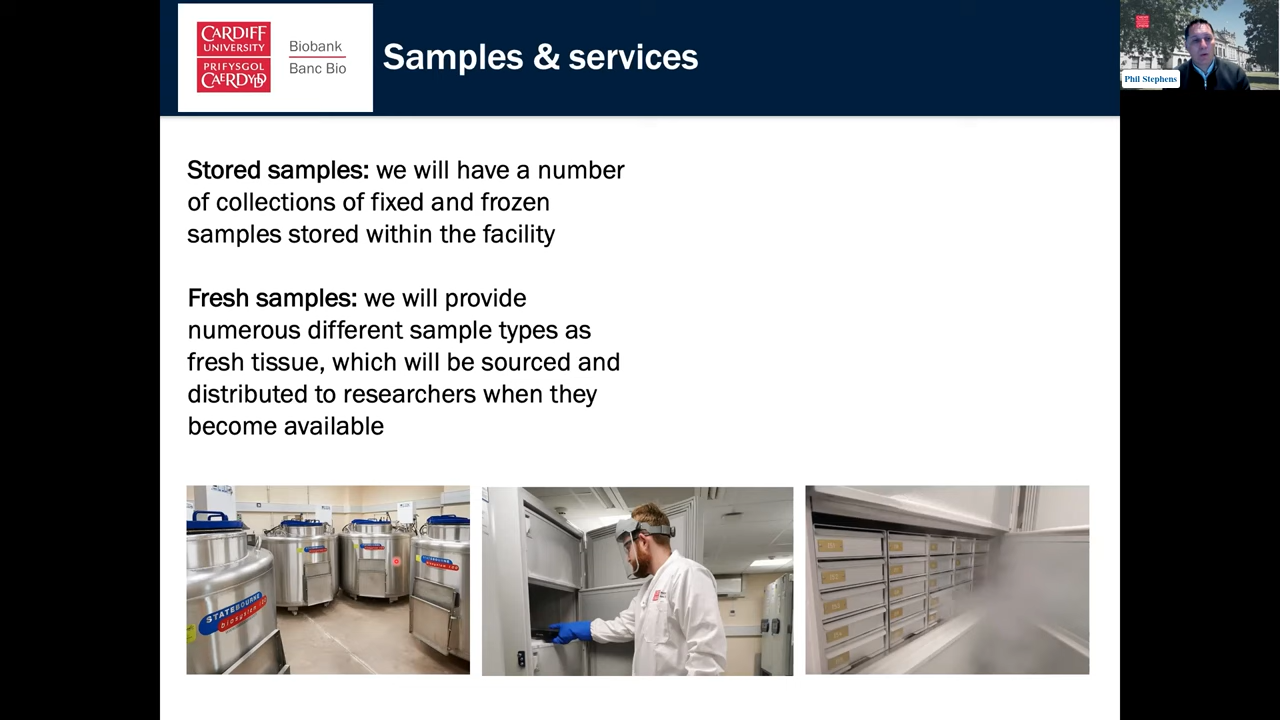 CARDIFF
UNIVERSITY
PRIFYSGOL
CAERDYDD
Biobank
Banc Bio
Samples & services
Phil Stephens
Stored samples: we will have a number
of collections of fixed and frozen
samples stored within the facility
Fresh samples: we will provide
numerous different sample types as
fresh tissue, which will be sourced and
distributed to researchers when they
become available
STATEBOURNE
biosystem